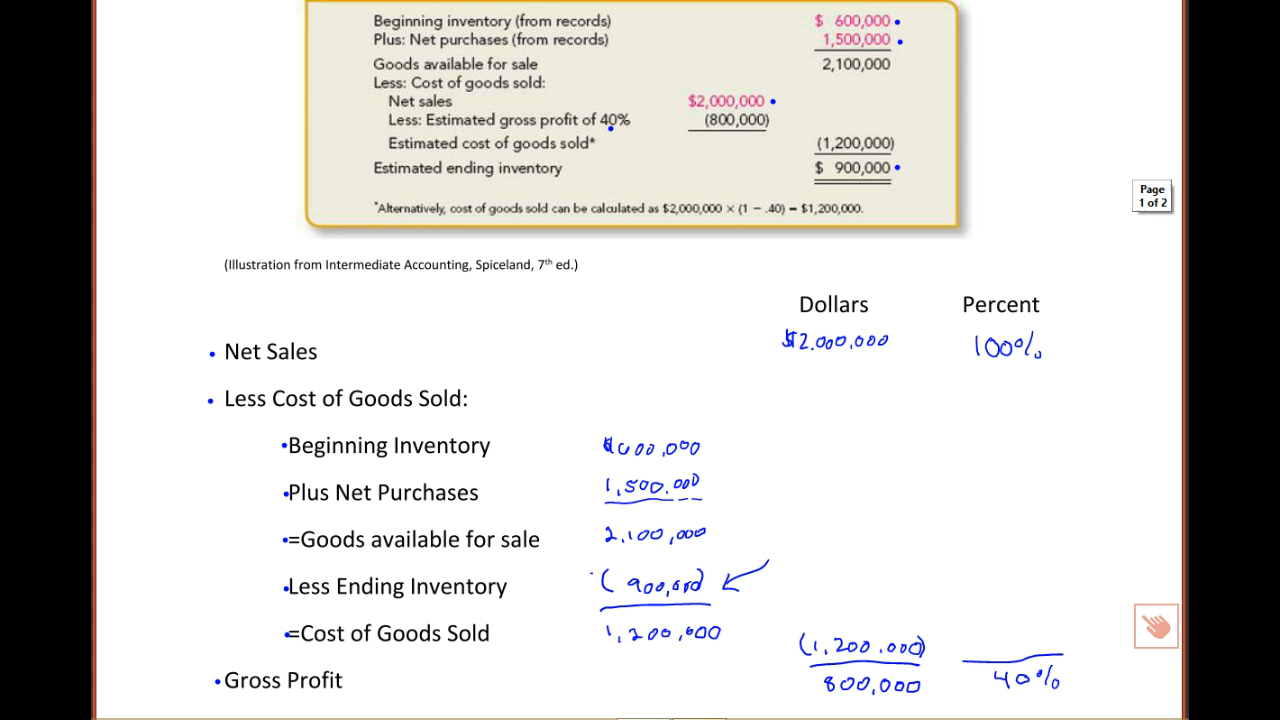 Beginning inventory (from records) $ 600,000
Plus: Net purchases (from records) 1,500,000
Goods available for sale 2,100,000
Less: Cost of goods sold:
Net sales $2,000,000
Less: Estimated gross profit of 40% (800,000)
Estimated cost of goods sold* (1,200,000)
Estimated ending inventory $ 900,000
*Alternatively, cost of goods sold can be calculated as $2,000,000 × (1 − .40) = $1,200,000.
Page
1 of 2
(Illustration from Intermediate Accounting, Spiceland, 7th ed.)
Dollars Percent
• Net Sales $2.000,000 100%
• Less Cost of Goods Sold:
•Beginning Inventory $600,000
•Plus Net Purchases 1,500.000
•=Goods available for sale 2,100,000
•Less Ending Inventory (900,000)
•=Cost of Goods Sold 1,200,000 (1,200.000)
•Gross Profit 800,000 40%